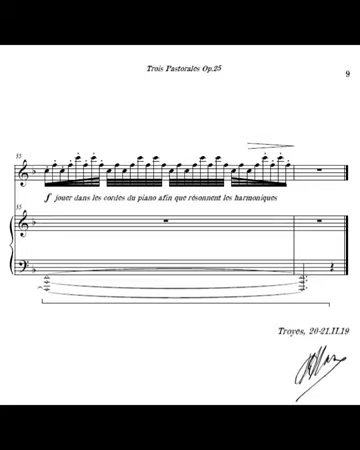 Trois Pastorales Op.25
9
55
f jouer dans les cordes du piano afin que résonnent les harmoniques
55
Troyes, 20-21.II.19